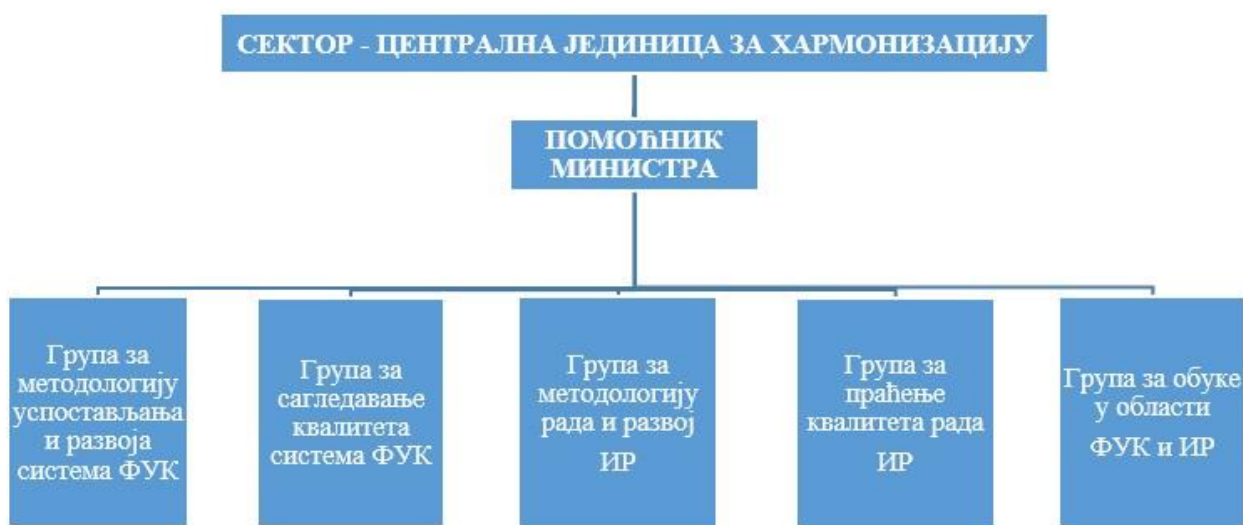 СЕКТОР - ЦЕНТРАЛНА ЈЕДИНИЦА ЗА ХАРМОНИЗАЦИЈУ
ПОМОЋНИК
МИНИСТРА
Група за
методологију
успостављања
и развоја
система ФУК
Група за
сагледавање
квалитета
система ФУК
Група за
методологију
рада и развој
ИР
Група за
праћење
квалитета рада
ИР
Група за обуке
у области
ФУК и ИР